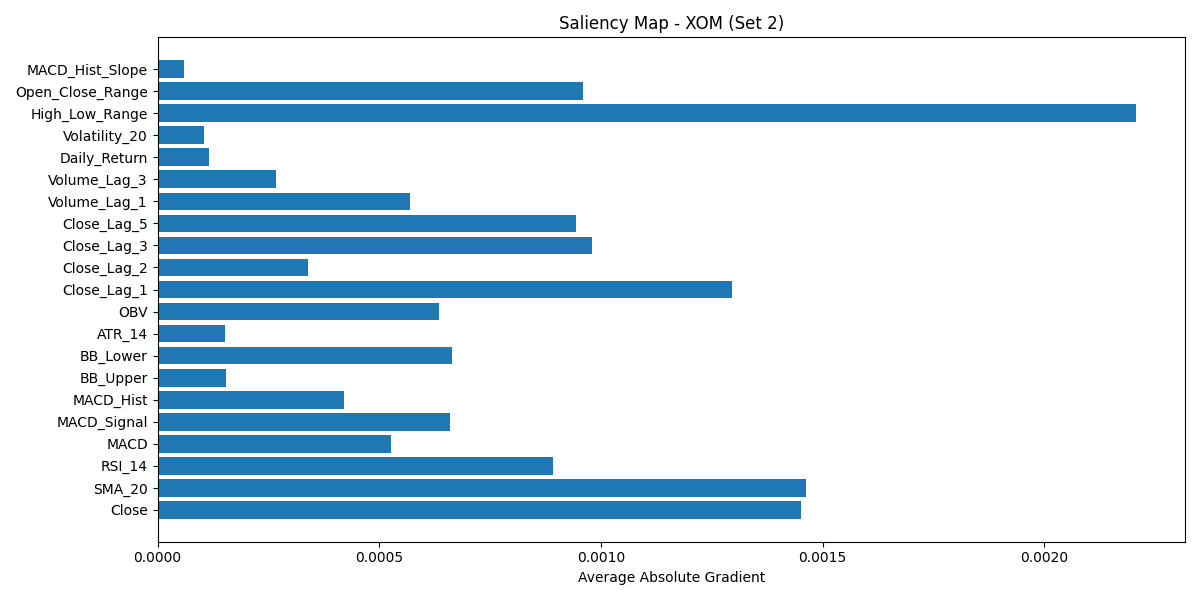 Saliency Map - XOM (Set 2)
MACD_Hist_Slope
Open_Close_Range
High_Low_Range
Volatility_20
Daily_Return
Volume_Lag_3
Volume_Lag_1
Close_Lag_5
Close_Lag_3
Close_Lag_2
Close_Lag_1
OBV
ATR_14
BB_Lower
BB_Upper
MACD_Hist
MACD_Signal
MACD
RSI_14
SMA_20
Close
0.0000 0.0005 0.0010 0.0015 0.0020
Average Absolute Gradient